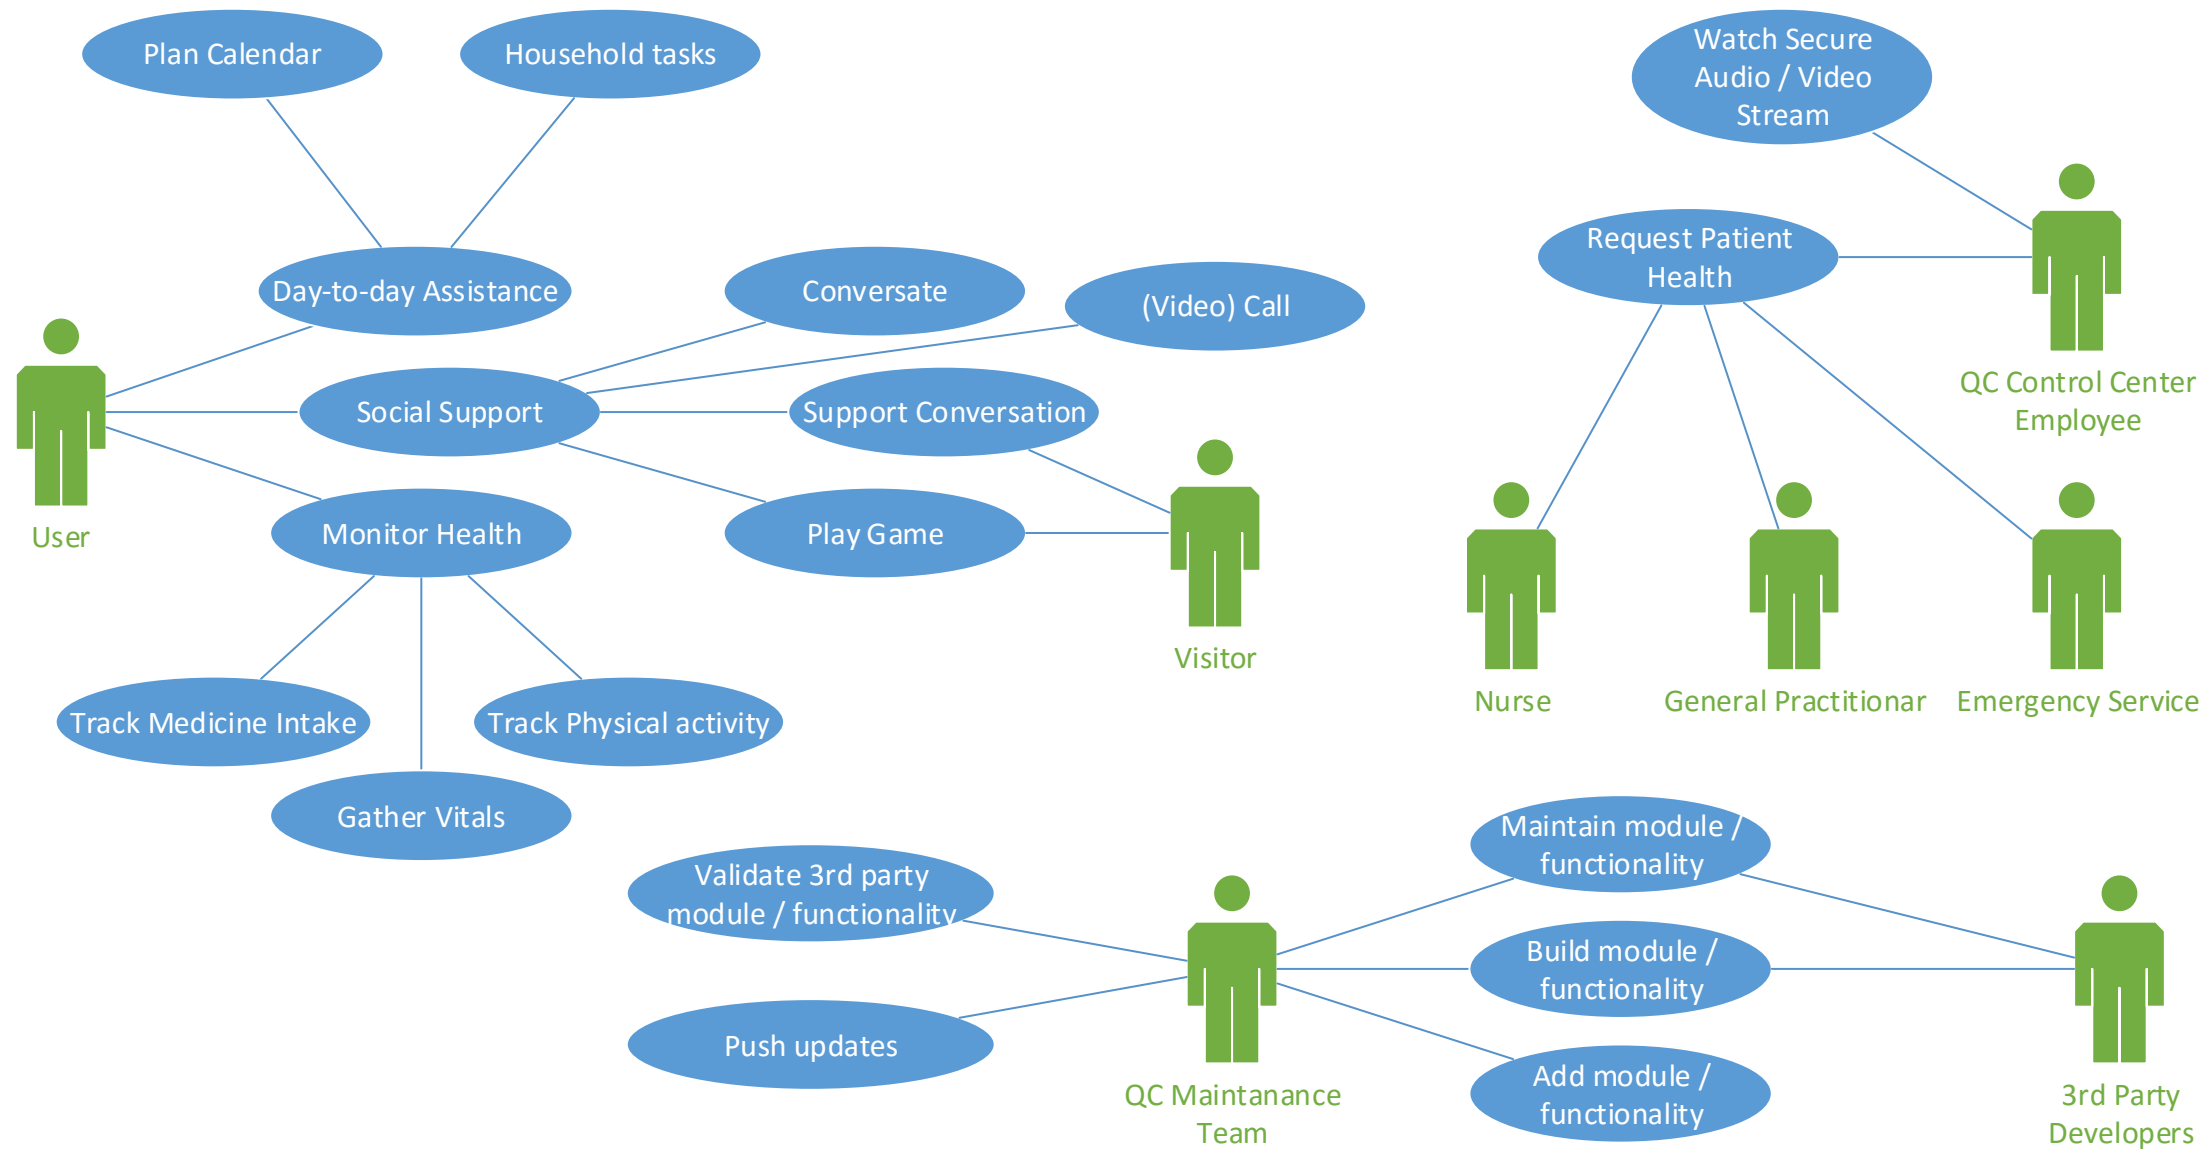 Plan Calendar
Household tasks
Watch Secure
Audio / Video
Stream
Request Patient
Health
Day-to-day Assistance
Conversate
(Video) Call
QC Control Center
Employee
Social Support
Support Conversation
User
Monitor Health
Play Game
Visitor
Nurse
General Practitionar
Emergency Service
Track Medicine Intake
Track Physical activity
Gather Vitals
Maintain module /
functionality
Validate 3rd party
module / functionality
Build module /
functionality
Push updates
Add module /
functionality
QC Maintanance
Team
3rd Party
Developers